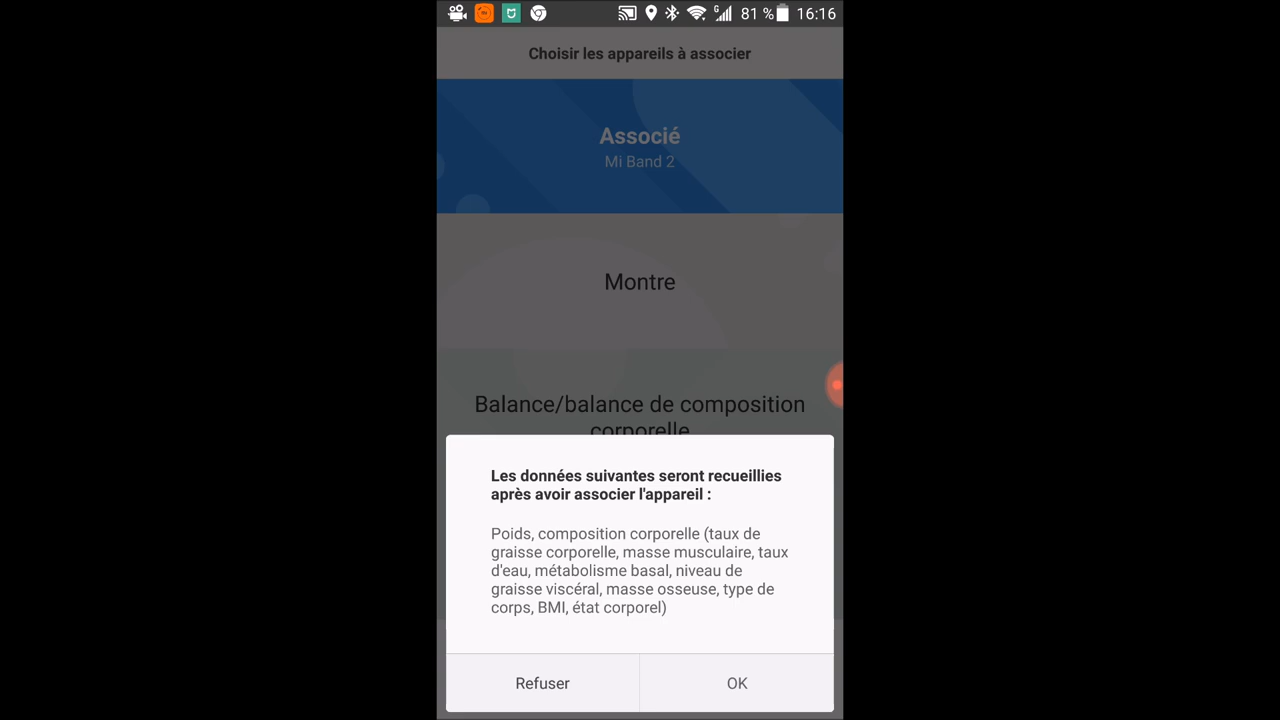 81 % 16:16
Choisir les appareils à associer
Associé
Mi Band 2
Montre
Balance/balance de composition
corporelle
Les données suivantes seront recueillies
après avoir associer l'appareil :
Poids, composition corporelle (taux de
graisse corporelle, masse musculaire, taux
d'eau, métabolisme basal, niveau de
graisse viscéral, masse osseuse, type de
corps, BMI, état corporel)
Refuser
OK